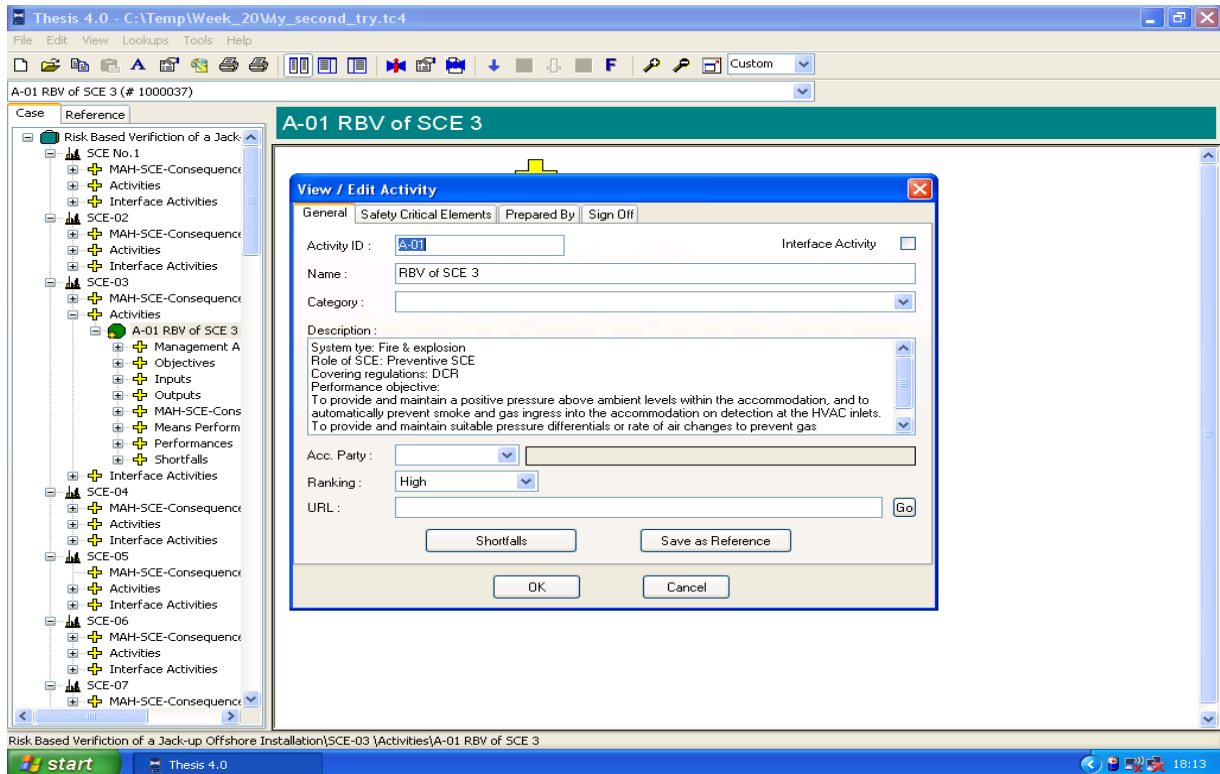 Thesis 4.0 - C:\Temp\Week_20\My_second_try.tc4
File Edit View Lookups Tools Help
A F Custom
A-01 RBV of SCE 3 (# 1000037)
Case Reference
A-01 RBV of SCE 3
Risk Based Verifiction of a Jack-
SCE No.1
MAH-SCE-Consequence
Activities
Interface Activities
SCE-02
MAH-SCE-Consequence
Activities
Interface Activities
SCE-03
MAH-SCE-Consequence
Activities
A-01 RBV of SCE 3
Management A
Objectives
Inputs
Outputs
MAH-SCE-Cons
Means Perform
Performances
Shortfalls
Interface Activities
SCE-04
MAH-SCE-Consequence
Activities
Interface Activities
SCE-05
MAH-SCE-Consequence
Activities
Interface Activities
SCE-06
MAH-SCE-Consequence
Activities
Interface Activities
SCE-07
MAH-SCE-Consequence
View / Edit Activity
General Safety Critical Elements Prepared By Sign Off
Activity ID : A-01 Interface Activity
Name : RBV of SCE 3
Category :
Description :
System tye: Fire & explosion
Role of SCE: Preventive SCE
Covering regulations: DCR
Performance objective:
To provide and maintain a positive pressure above ambient levels within the accommodation, and to
automatically prevent smoke and gas ingress into the accommodation on detection at the HVAC inlets.
To provide and maintain suitable pressure differentials or rate of air changes to prevent gas
Acc. Party :
Ranking : High
URL : Go
Shortfalls Save as Reference
OK Cancel
Risk Based Verifiction of a Jack-up Offshore Installation\SCE-03 \Activities\A-01 RBV of SCE 3
start Thesis 4.0 18:13